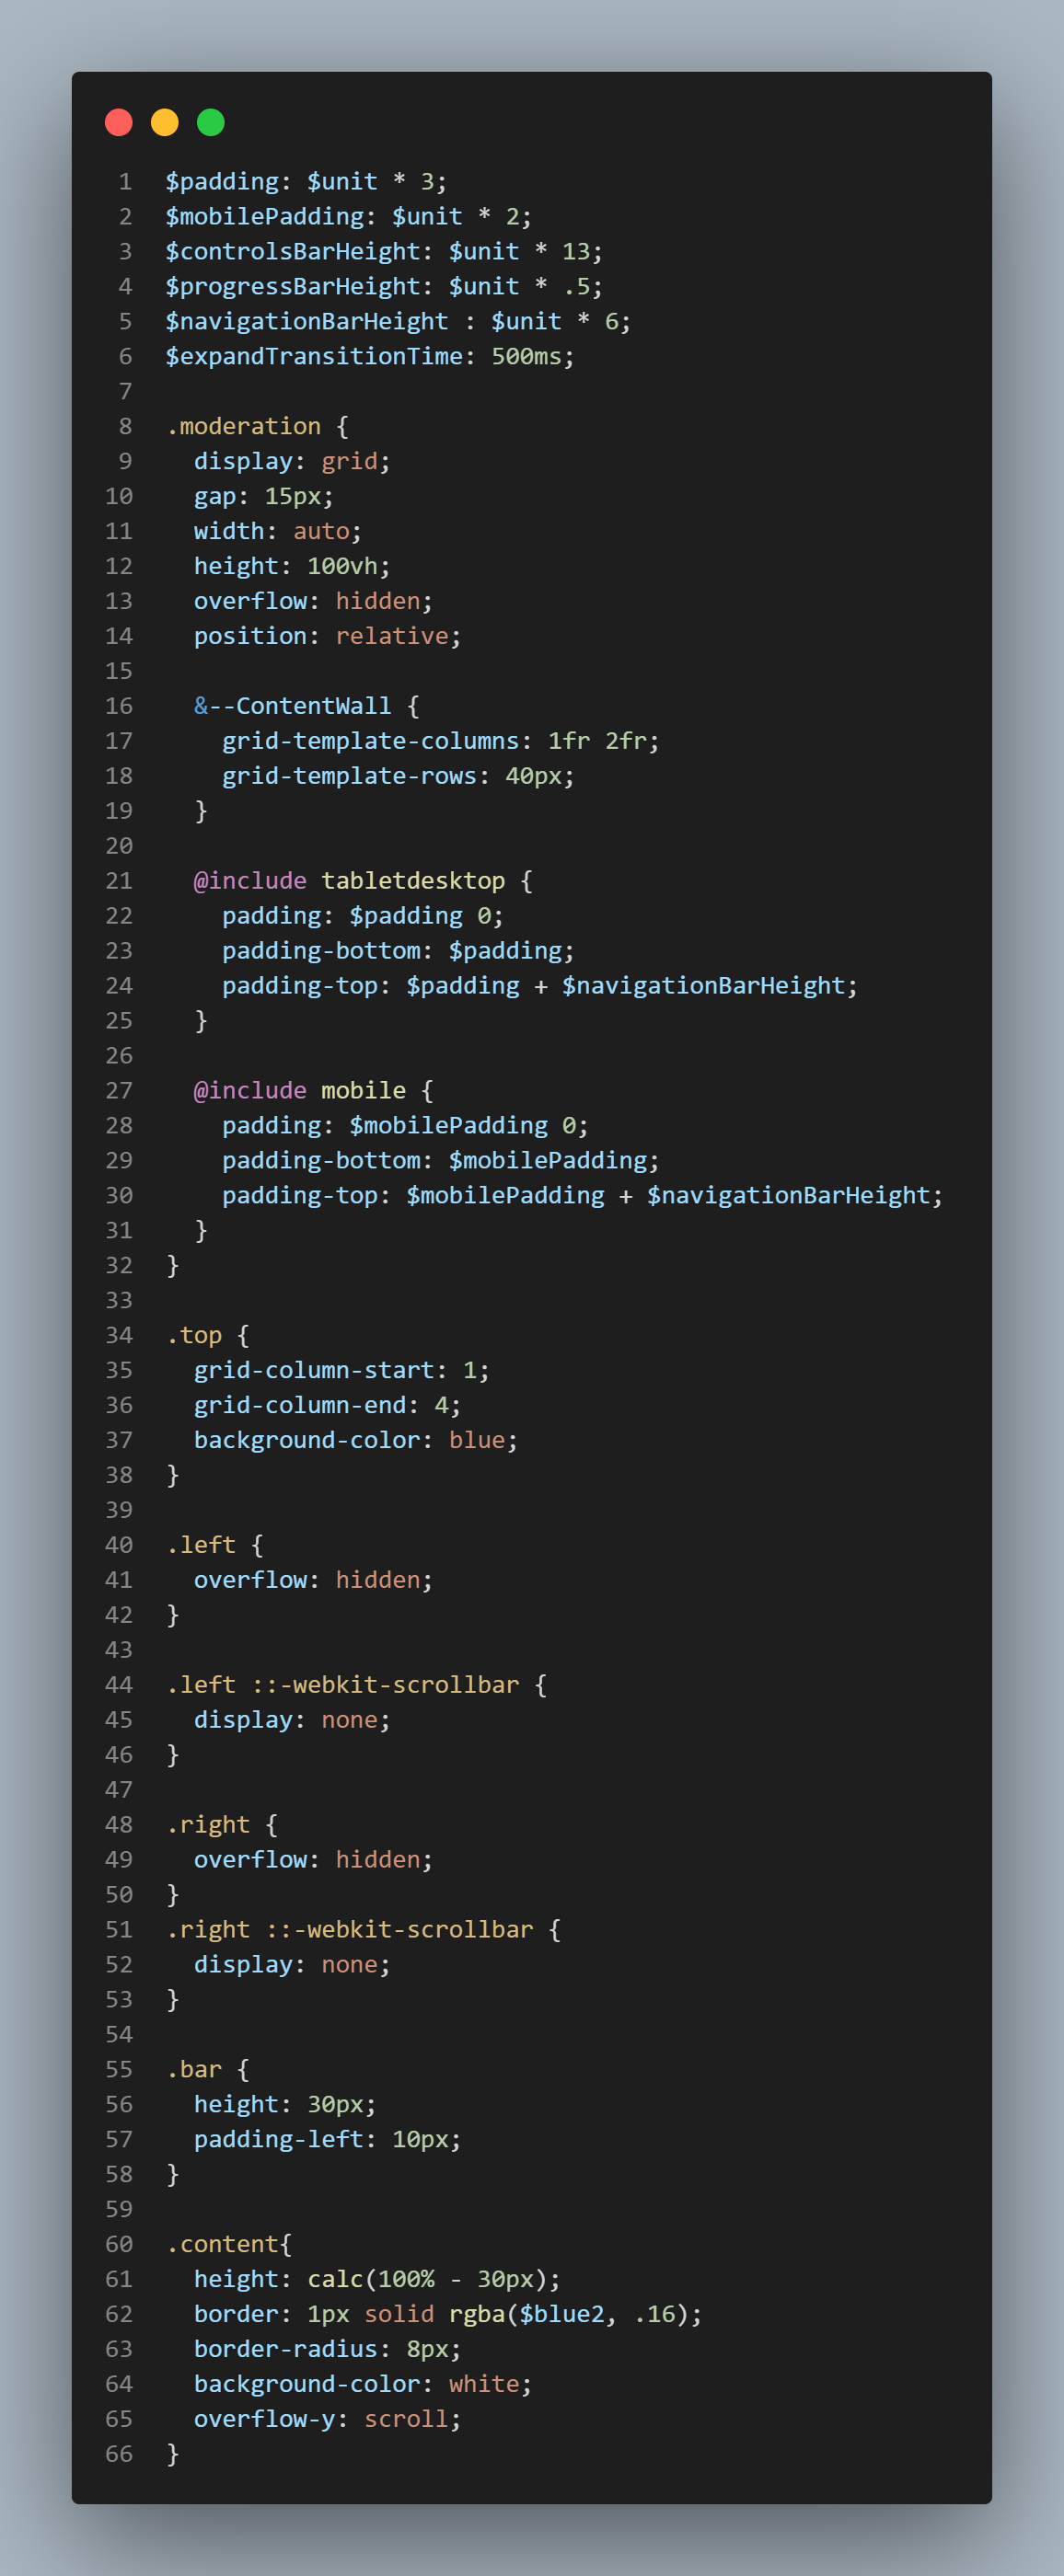 1 $padding: $unit * 3;
2 $mobilePadding: $unit * 2;
3 $controlsBarHeight: $unit * 13;
4 $progressBarHeight: $unit * .5;
5 $navigationBarHeight : $unit * 6;
6 $expandTransitionTime: 500ms;
7
8 .moderation {
9   display: grid;
10   gap: 15px;
11   width: auto;
12   height: 100vh;
13   overflow: hidden;
14   position: relative;
15
16   &--ContentWall {
17     grid-template-columns: 1fr 2fr;
18     grid-template-rows: 40px;
19   }
20
21   @include tabletdesktop {
22     padding: $padding 0;
23     padding-bottom: $padding;
24     padding-top: $padding + $navigationBarHeight;
25   }
26
27   @include mobile {
28     padding: $mobilePadding 0;
29     padding-bottom: $mobilePadding;
30     padding-top: $mobilePadding + $navigationBarHeight;
31   }
32 }
33
34 .top {
35   grid-column-start: 1;
36   grid-column-end: 4;
37   background-color: blue;
38 }
39
40 .left {
41   overflow: hidden;
42 }
43
44 .left ::-webkit-scrollbar {
45   display: none;
46 }
47
48 .right {
49   overflow: hidden;
50 }
51 .right ::-webkit-scrollbar {
52   display: none;
53 }
54
55 .bar {
56   height: 30px;
57   padding-left: 10px;
58 }
59
60 .content{
61   height: calc(100% - 30px);
62   border: 1px solid rgba($blue2, .16);
63   border-radius: 8px;
64   background-color: white;
65   overflow-y: scroll;
66 }